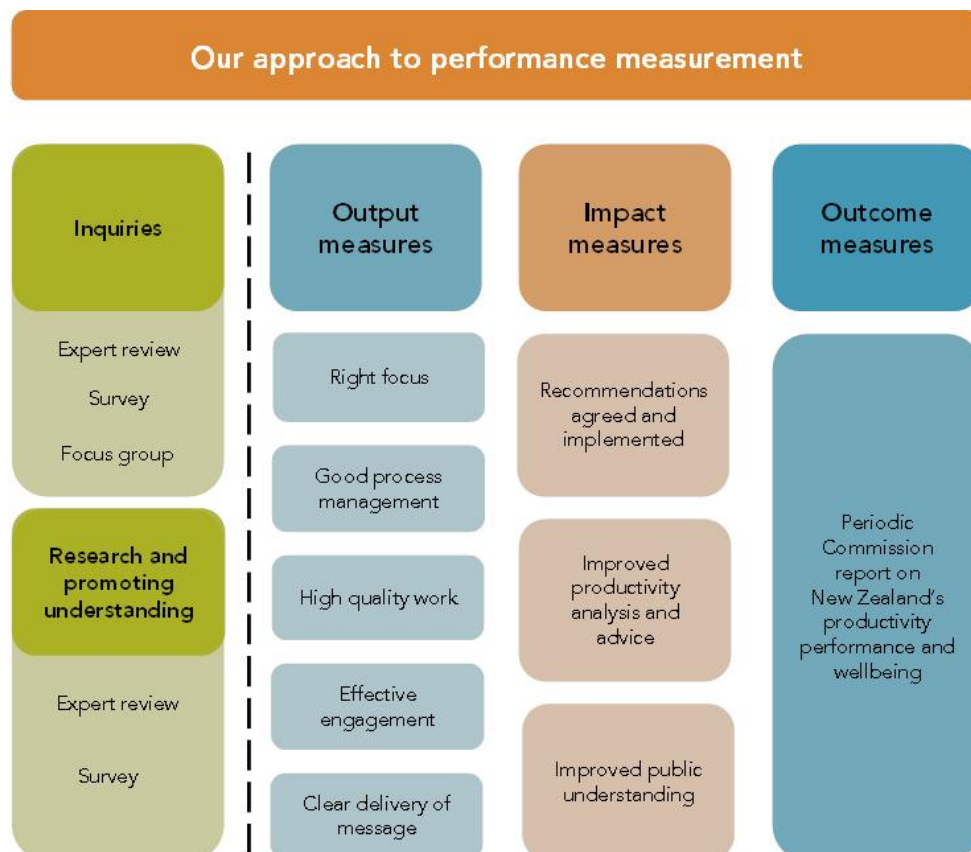 Our approach to performance measurement
Inquiries
Expert review
Survey
Focus group
Research and
promoting
understanding
Expert review
Survey
Output
measures
Right focus
Good process
management
High quality work
Effective
engagement
Clear delivery of
message
Impact
measures
Recommendations
agreed and
implemented
Improved
productivity
analysis and
advice
Improved public
understanding
Outcome
measures
Periodic
Commission
report on
New Zealand's
productivity
performance and
wellbeing